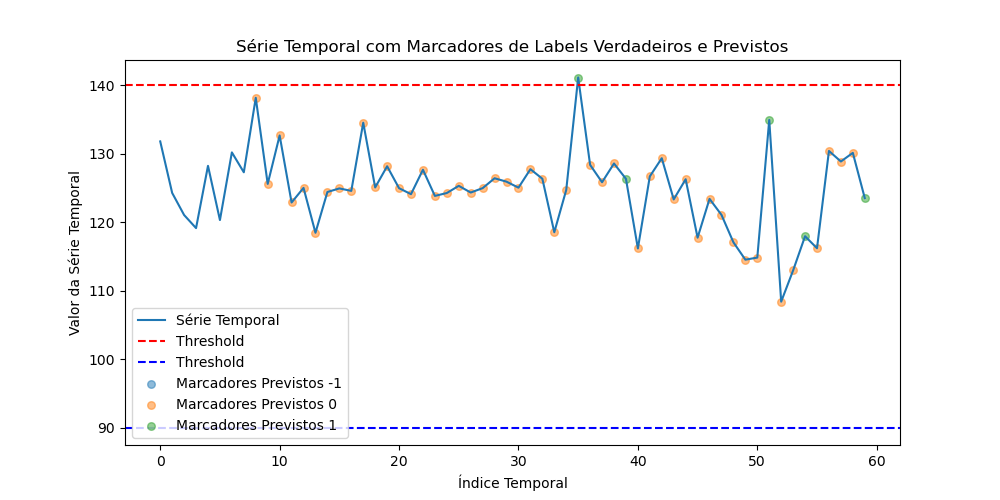 Série Temporal com Marcadores de Labels Verdadeiros e Previstos
Valor da Série Temporal
140
130
120
110
100
90
Série Temporal
Threshold
Threshold
Marcadores Previstos -1
Marcadores Previstos 0
Marcadores Previstos 1
0
10
20
30
40
50
60
Índice Temporal